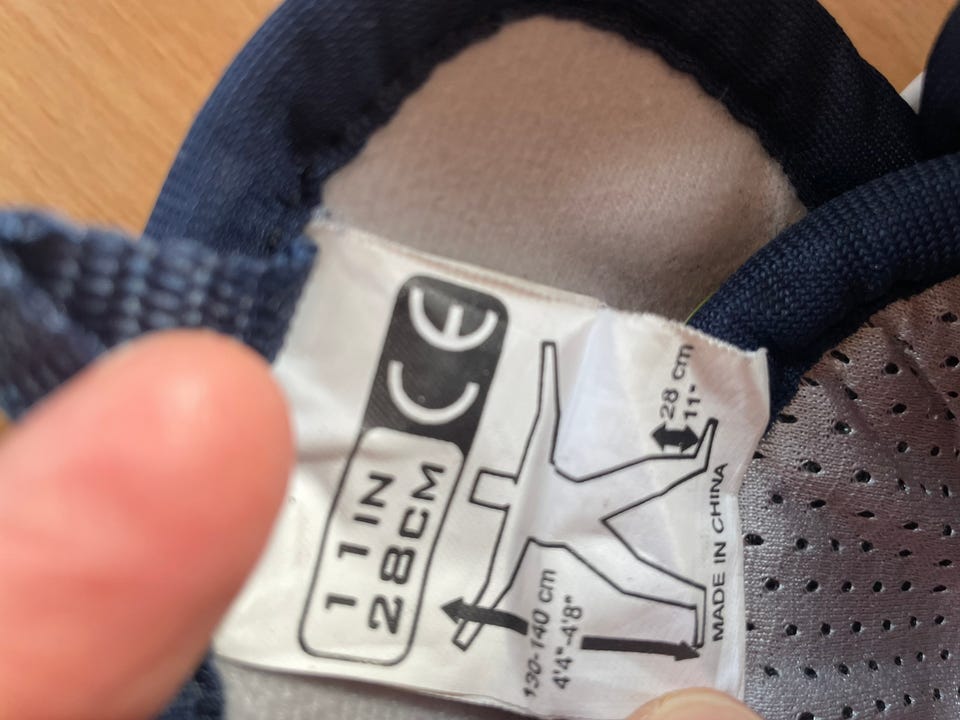 CE
11 IN
28CM
28 cm
11"
130-140 cm
4'4"-4'8"
MADE IN CHINA